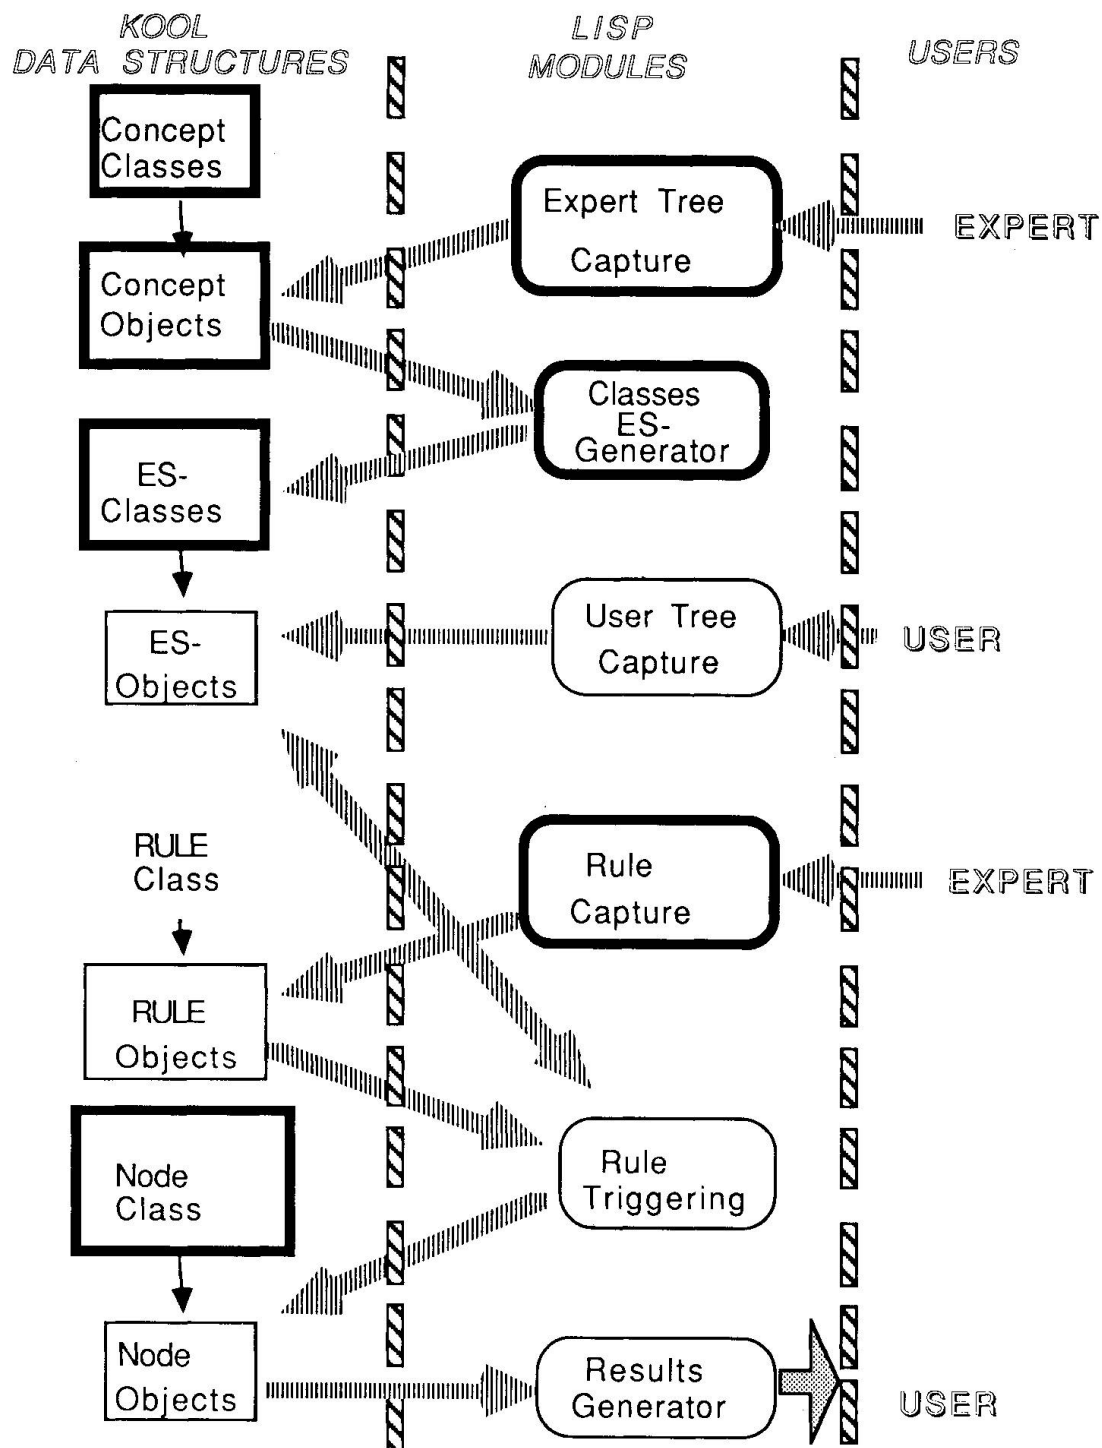 KOOL
DATA STRUCTURES
LISP
MODULES
USERS
Concept
Classes
Expert Tree
Capture
EXPERT
Concept
Objects
Classes
ES-
Generator
ES-
Classes
User Tree
Capture
USER
ES-
Objects
RULE
Class
Rule
Capture
EXPERT
RULE
Objects
Rule
Triggering
Node
Class
Node
Objects
Results
Generator
USER